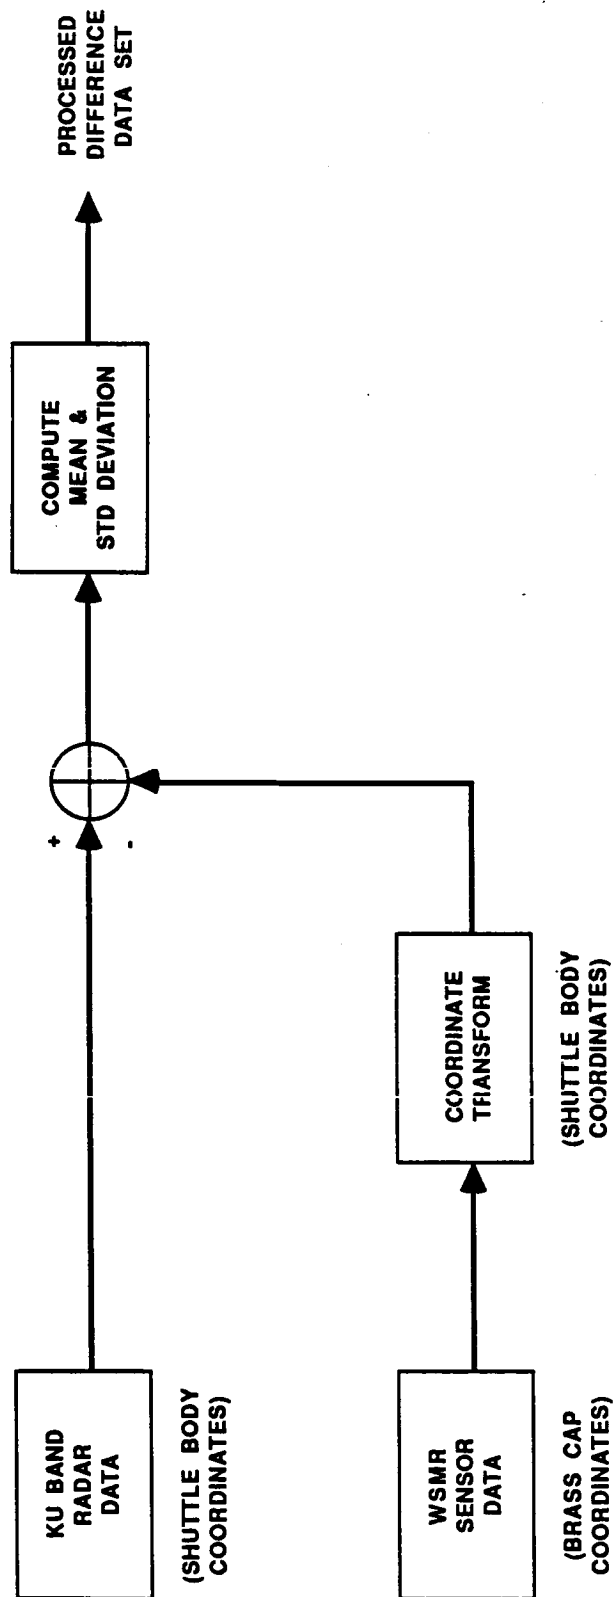 KU BAND
RADAR
DATA
(SHUTTLE BODY
COORDINATES)
+
-
COMPUTE
MEAN &
STD DEVIATION
PROCESSED
DIFFERENCE
DATA SET
WSMR
SENSOR
DATA
(BRASS CAP
COORDINATES)
COORDINATE
TRANSFORM
(SHUTTLE BODY
COORDINATES)